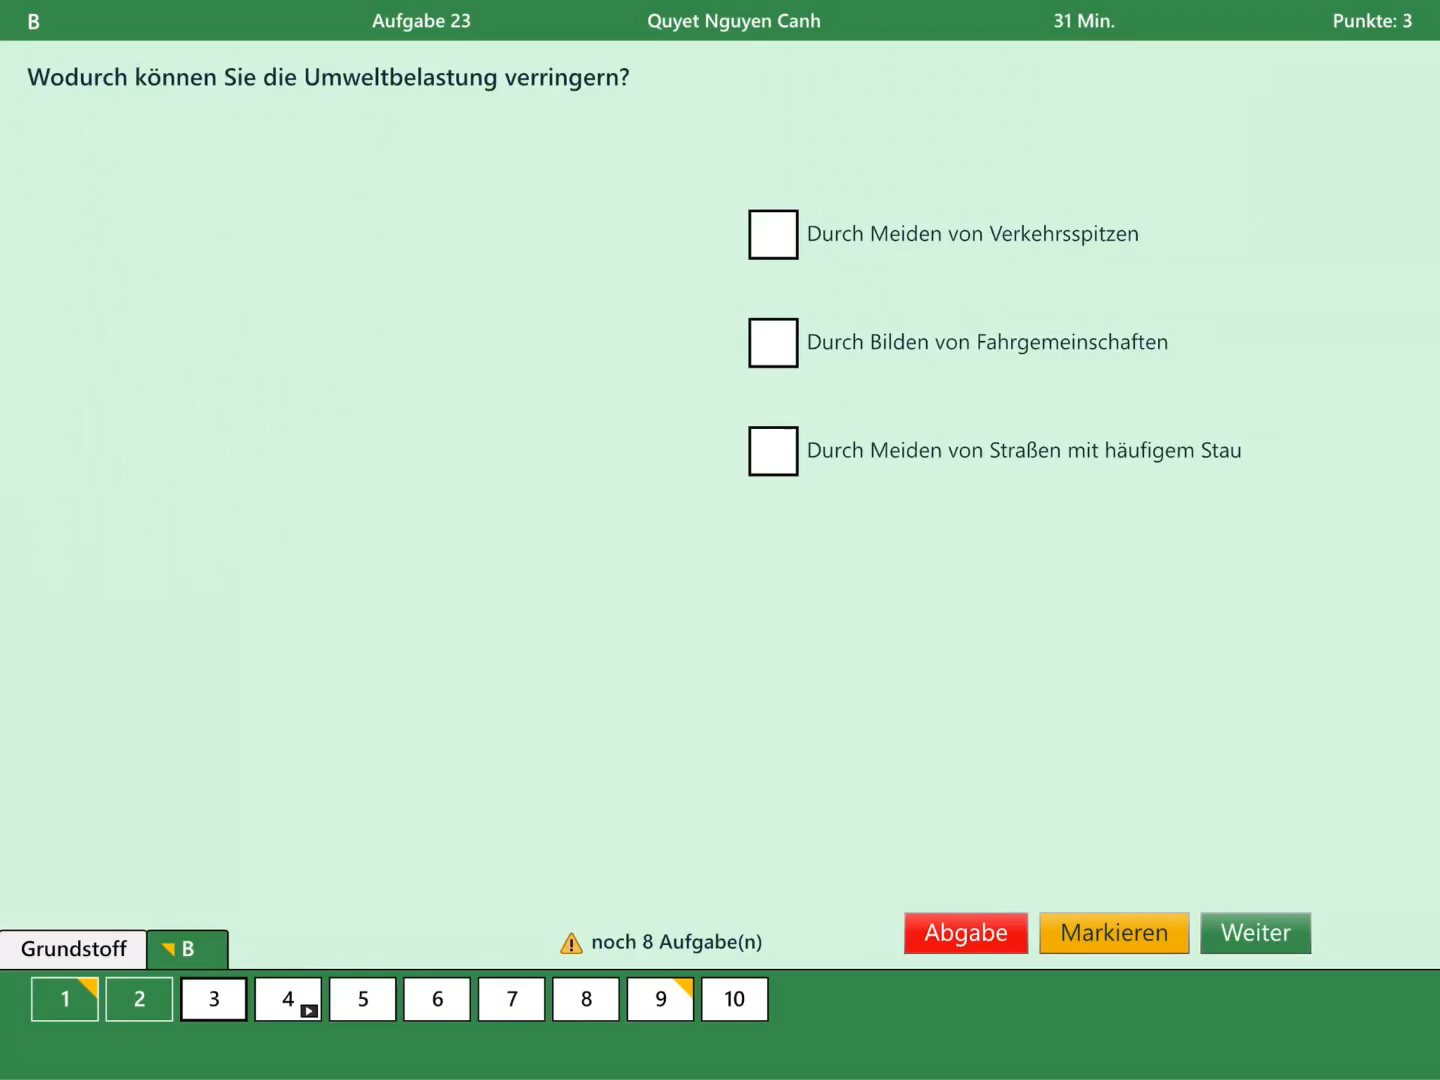 B Aufgabe 23 Quyet Nguyen Canh 31 Min. Punkte: 3
Wodurch können Sie die Umweltbelastung verringern?
Durch Meiden von Verkehrsspitzen
Durch Bilden von Fahrgemeinschaften
Durch Meiden von Straßen mit häufigem Stau
Grundstoff B noch 8 Aufgabe(n) Abgabe Markieren Weiter
1 2 3 4 5 6 7 8 9 10